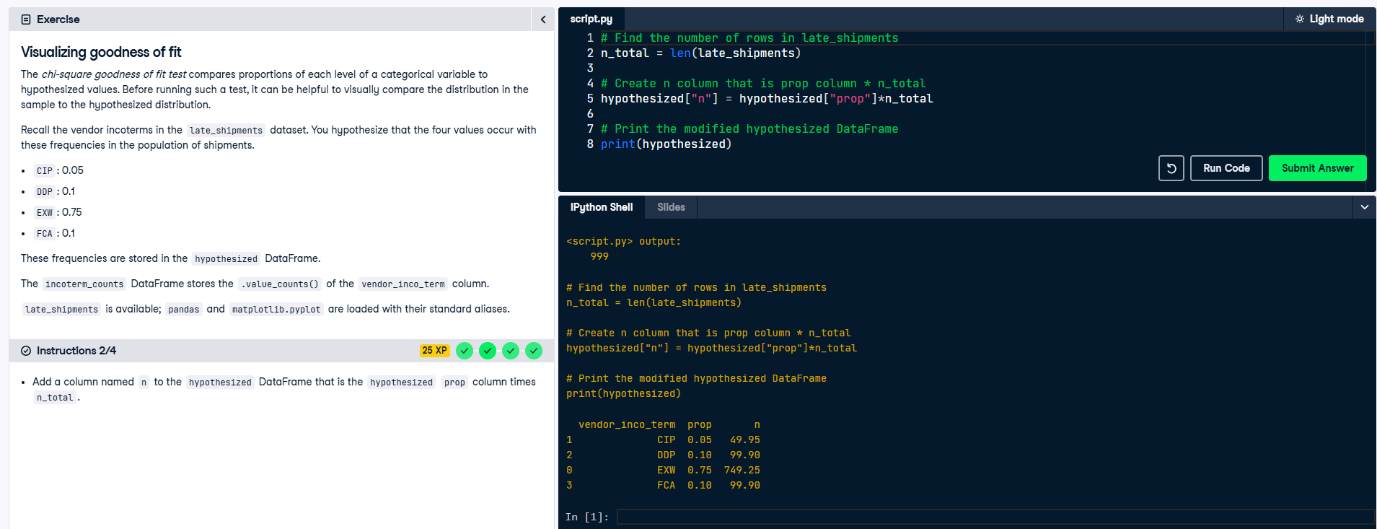 Exercise
Visualizing goodness of fit
The chi-square goodness of fit test compares proportions of each level of a categorical variable to
hypothesized values. Before running such a test, it can be helpful to visually compare the distribution in the
sample to the hypothesized distribution.
Recall the vendor incoterms in the late_shipments dataset. You hypothesize that the four values occur with
these frequencies in the population of shipments.
• CIP : 0.05
• DDP : 0.1
• EXW : 0.75
• FCA : 0.1
These frequencies are stored in the hypothesized DataFrame.
The incoterm_counts DataFrame stores the .value_counts() of the vendor_inco_term column.
late_shipments is available; pandas and matplotlib.pyplot are loaded with their standard aliases.
Instructions 2/4
25 XP
• Add a column named n to the hypothesized DataFrame that is the hypothesized prop column times
n_total .
script.py
Light mode
1 # Find the number of rows in late_shipments
2 n_total = len(late_shipments)
3
4 # Create n column that is prop column * n_total
5 hypothesized["n"] = hypothesized["prop"]*n_total
6
7 # Print the modified hypothesized DataFrame
8 print(hypothesized)
Run Code
Submit Answer
IPython Shell
Slides
<script.py> output:
999
# Find the number of rows in late_shipments
n_total = len(late_shipments)
# Create n column that is prop column * n_total
hypothesized["n"] = hypothesized["prop"]*n_total
# Print the modified hypothesized DataFrame
print(hypothesized)
vendor_inco_term prop n
1 CIP 0.05 49.95
2 DDP 0.10 99.90
0 EXW 0.75 749.25
3 FCA 0.10 99.90
In [1]: